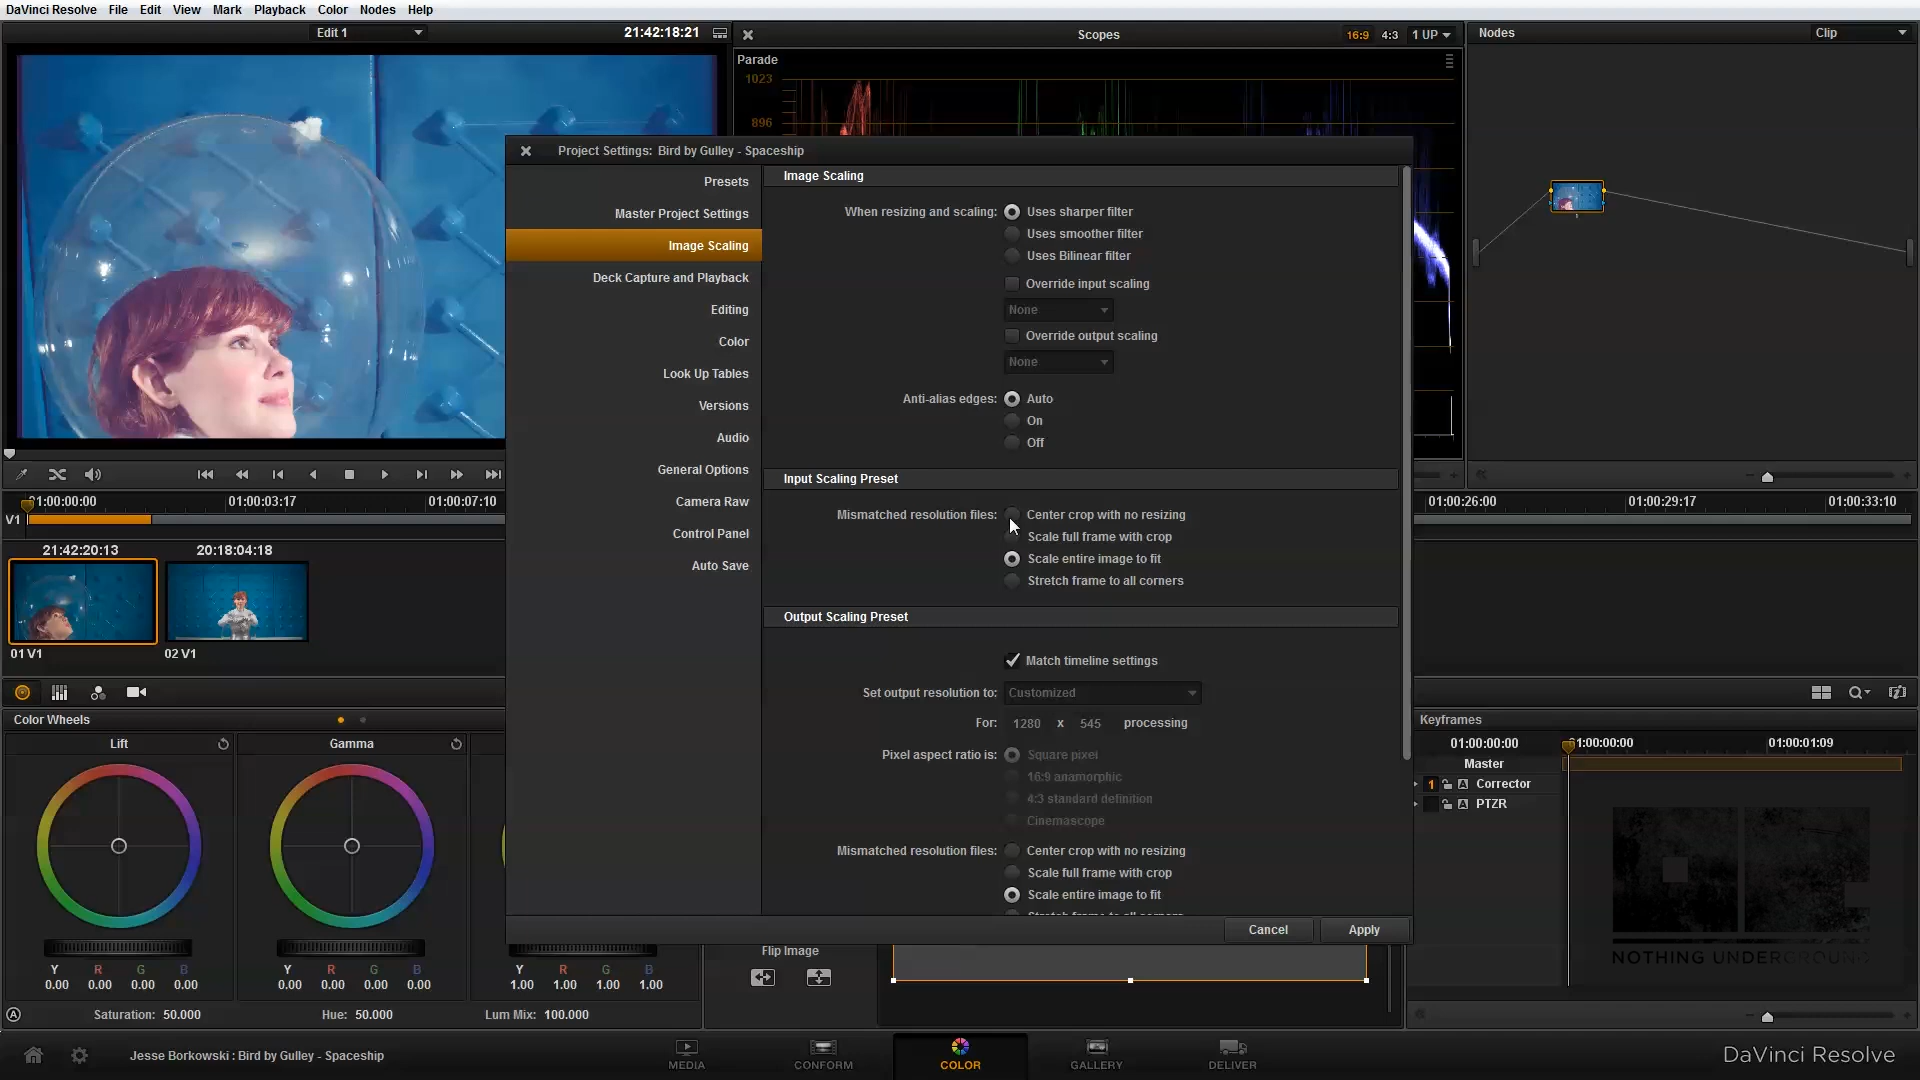 DaVinci Resolve File Edit View Mark Playback Color Nodes Help
Edit 1
21:42:18:21
Scopes
16:9 4:3 1 UP
Nodes
Clip
Parade
1023
896
Project Settings: Bird by Gulley - Spaceship
Presets
Master Project Settings
Image Scaling
Deck Capture and Playback
Editing
Color
Look Up Tables
Versions
Audio
General Options
Camera Raw
Control Panel
Auto Save
Image Scaling
When resizing and scaling: Uses sharper filter
Uses smoother filter
Uses Bilinear filter
Override input scaling
None
Override output scaling
None
Anti-alias edges: Auto
On
Off
Input Scaling Preset
Mismatched resolution files: Center crop with no resizing
Scale full frame with crop
Scale entire image to fit
Stretch frame to all corners
Output Scaling Preset
Match timeline settings
Set output resolution to: Customized
For: 1280 x 545 processing
Pixel aspect ratio is: Square pixel
16:9 anamorphic
4:3 standard definition
Cinemascope
Mismatched resolution files: Center crop with no resizing
Scale full frame with crop
Scale entire image to fit
Stretch frame to all corners
Cancel Apply
01:00:00:00 01:00:03:17 01:00:07:10
01:00:26:00 01:00:29:17 01:00:33:10
V1
21:42:20:13 20:18:04:18
01 V1 02 V1
Color Wheels
Lift Gamma
Y R G B
0.00 0.00 0.00 0.00
Y R G B
0.00 0.00 0.00 0.00
Y R G B
1.00 1.00 1.00 1.00
A
Saturation: 50.000 Hue: 50.000 Lum Mix: 100.000
Flip Image
Keyframes
01:00:00:00 01:00:00:00 01:00:01:09
Master
1 A Corrector
A PTZR
NOTHING UNDERGROUND
Jesse Borkowski : Bird by Gulley - Spaceship
MEDIA CONFORM COLOR GALLERY DELIVER
DaVinci Resolve